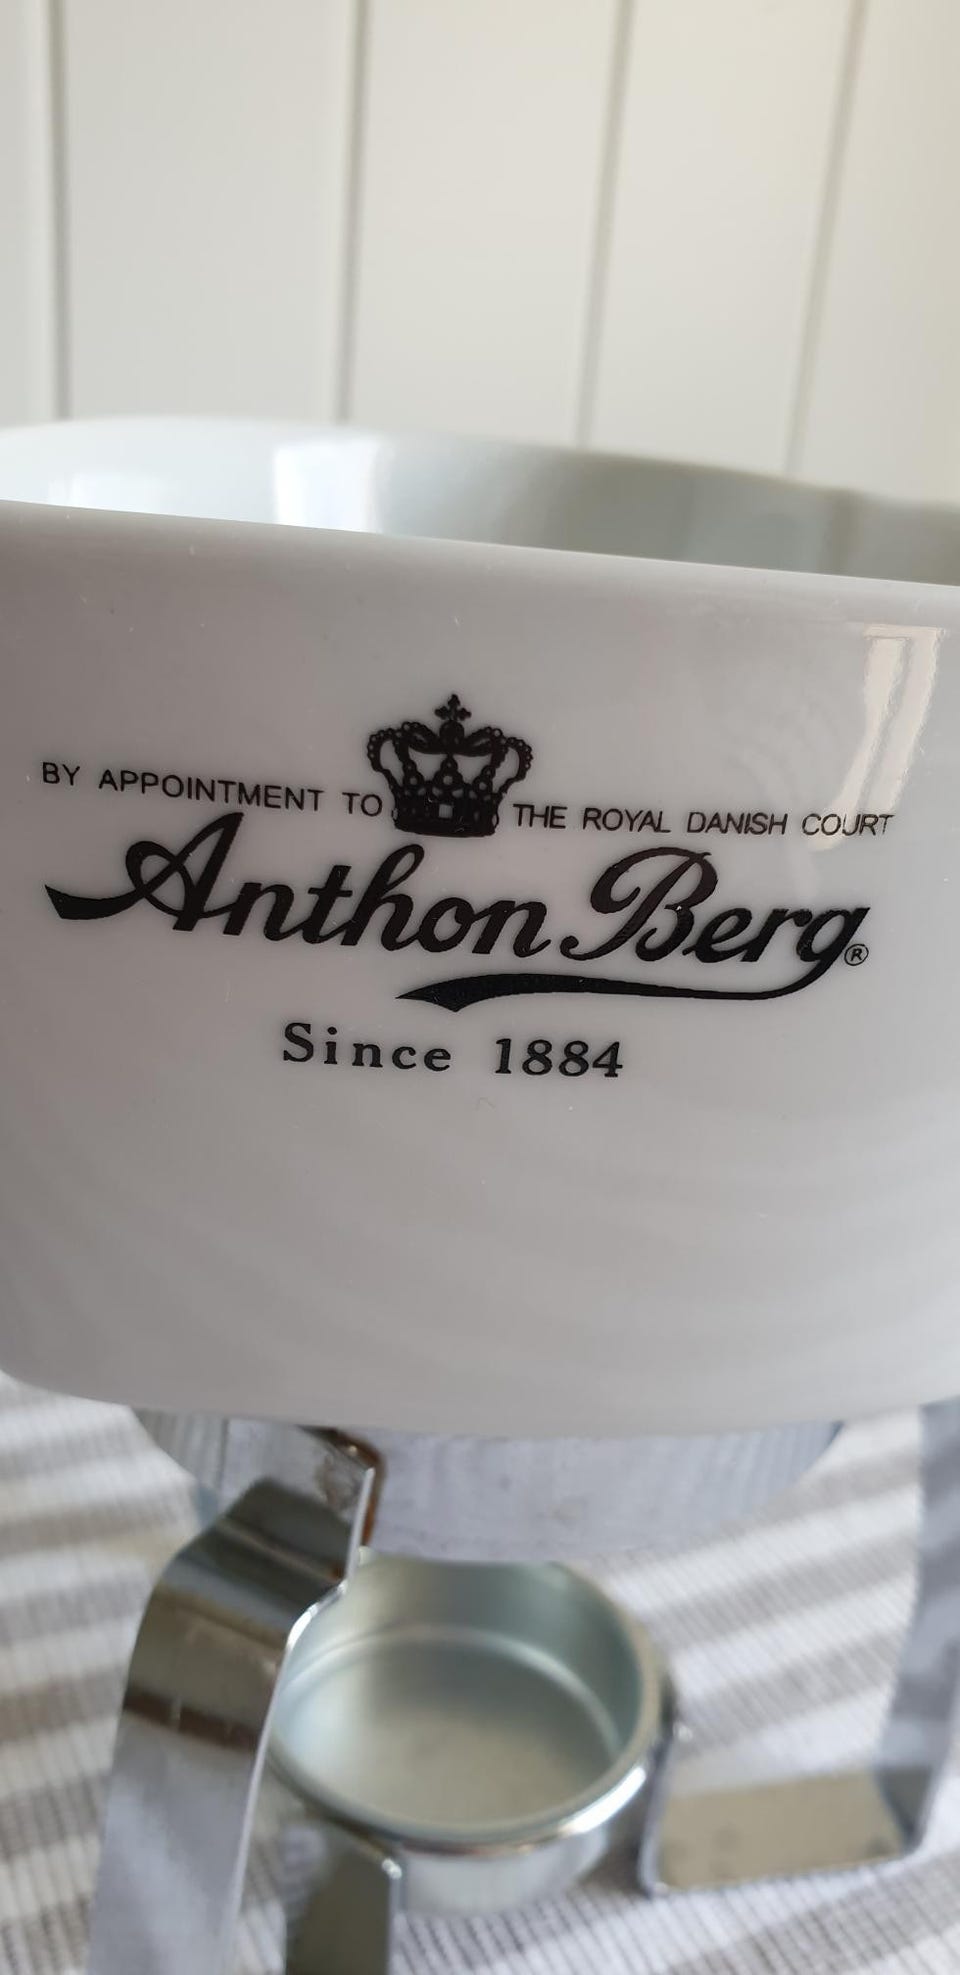 BY APPOINTMENT TO THE ROYAL DANISH COURT
Anthon Berg®
Since 1884